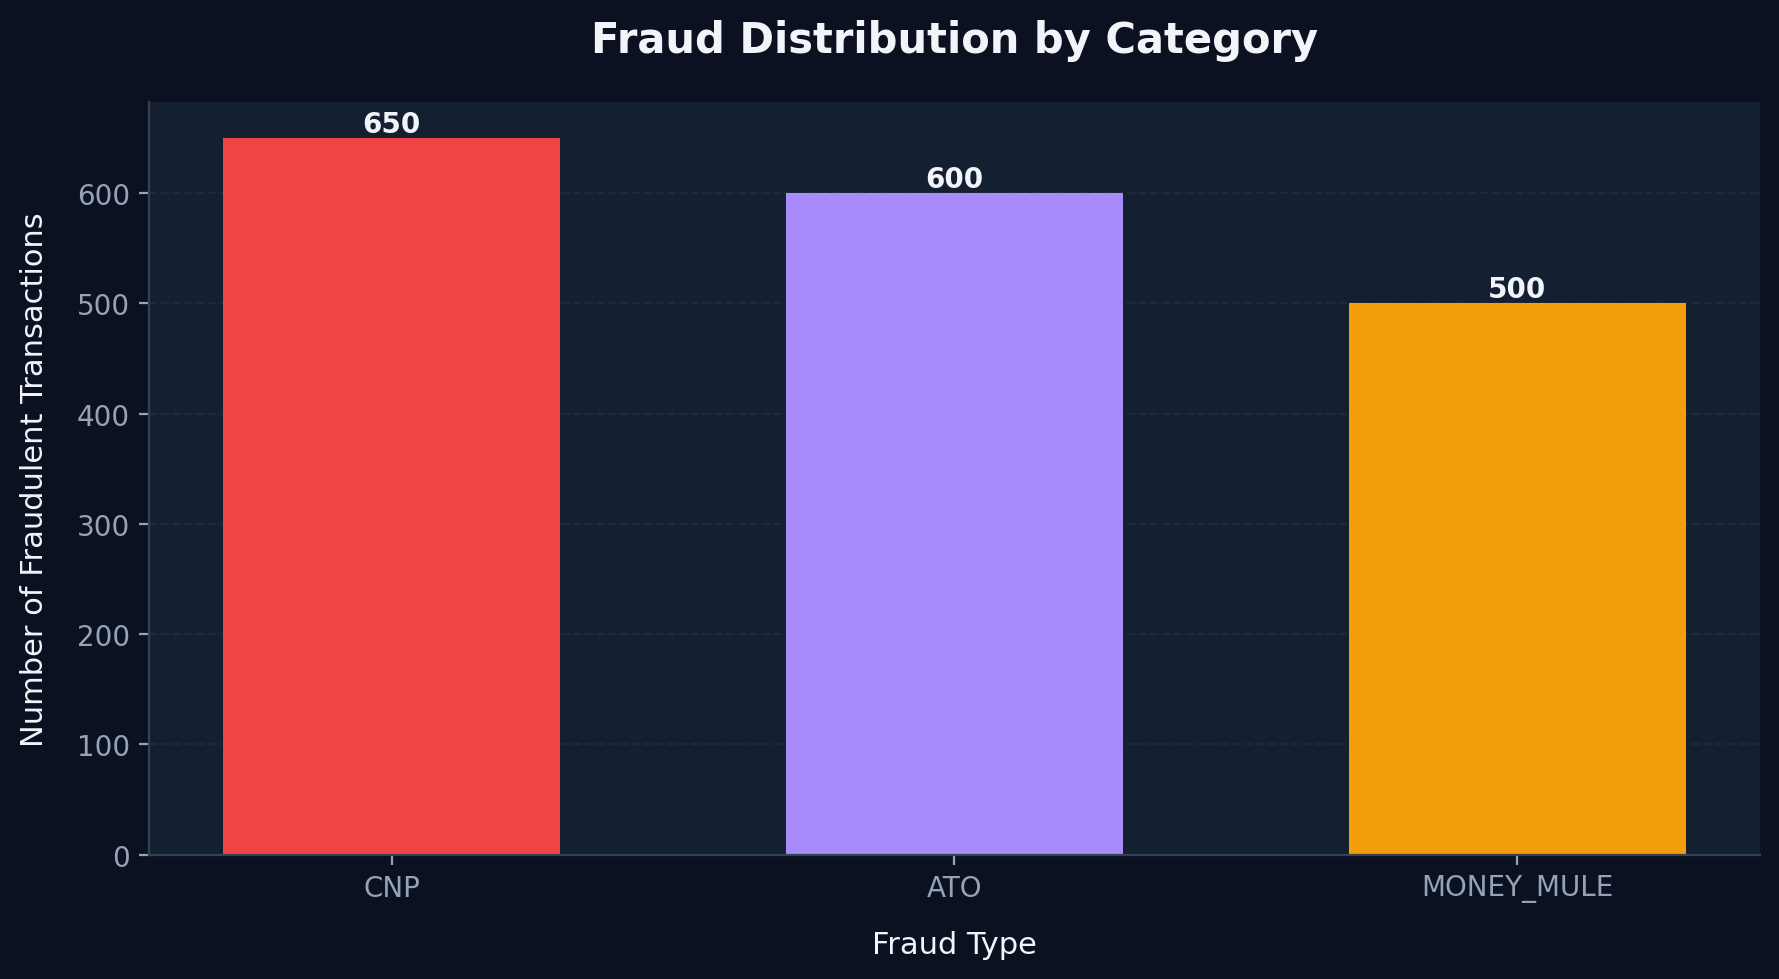 Fraud Distribution by Category
650
600
500
600
500
400
300
200
100
0
Number of Fraudulent Transactions
CNP
ATO
MONEY_MULE
Fraud Type